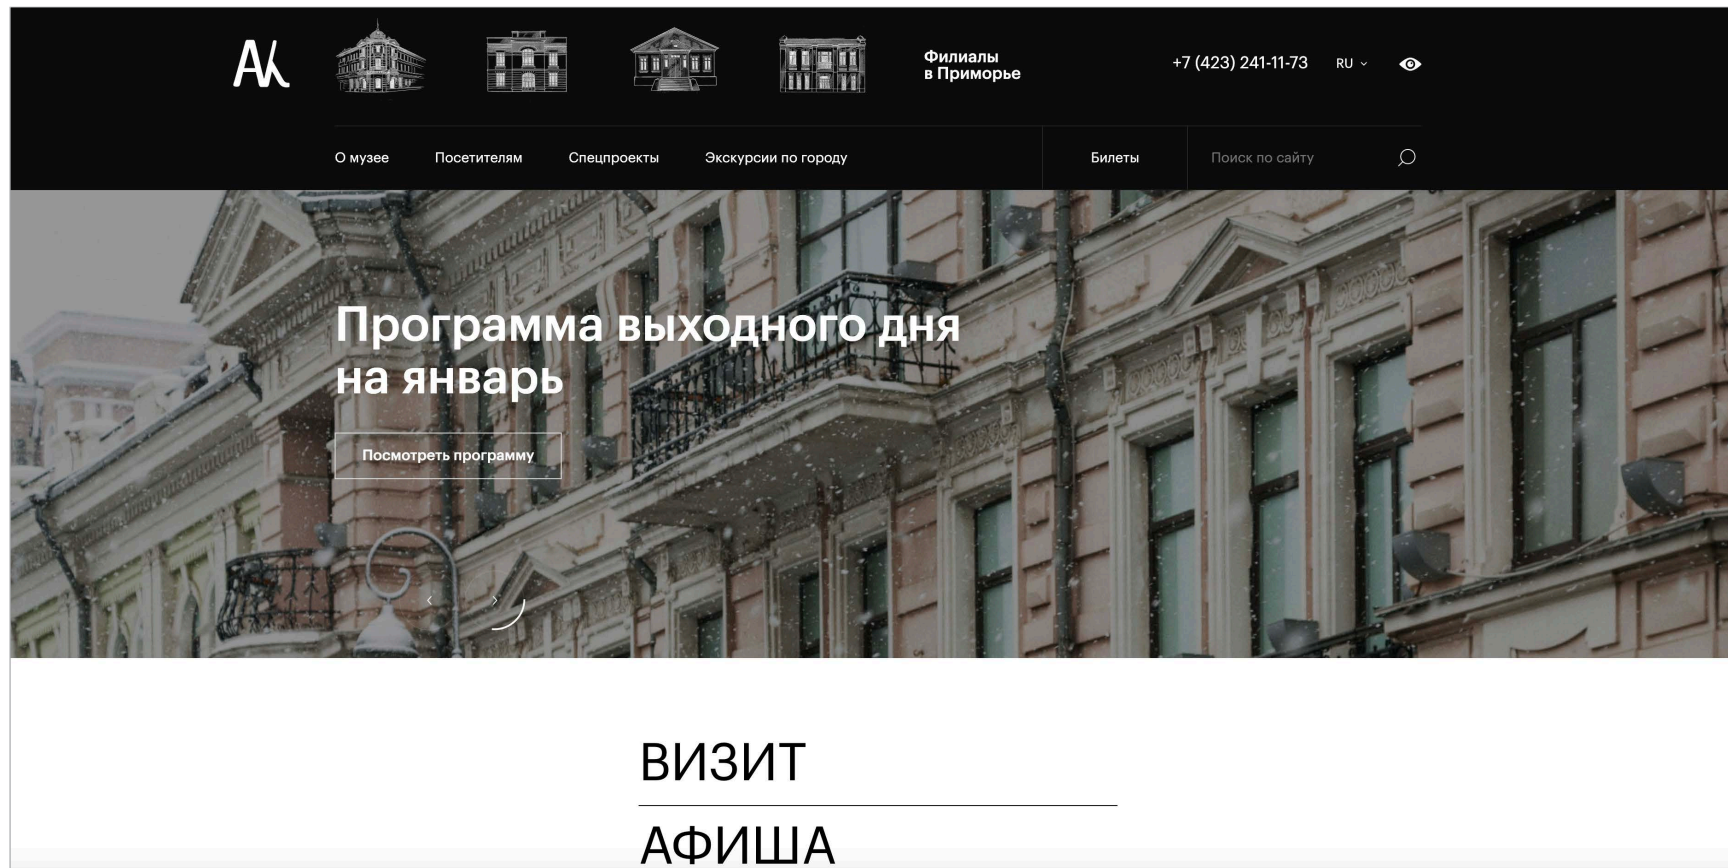 АК
Филиалы
в Приморье
+7 (423) 241-11-73
RU
О музее
Посетителям
Спецпроекты
Экскурсии по городу
Билеты
Поиск по сайту
Программа выходного дня
на январь
Посмотреть программу
ВИЗИТ
АФИША